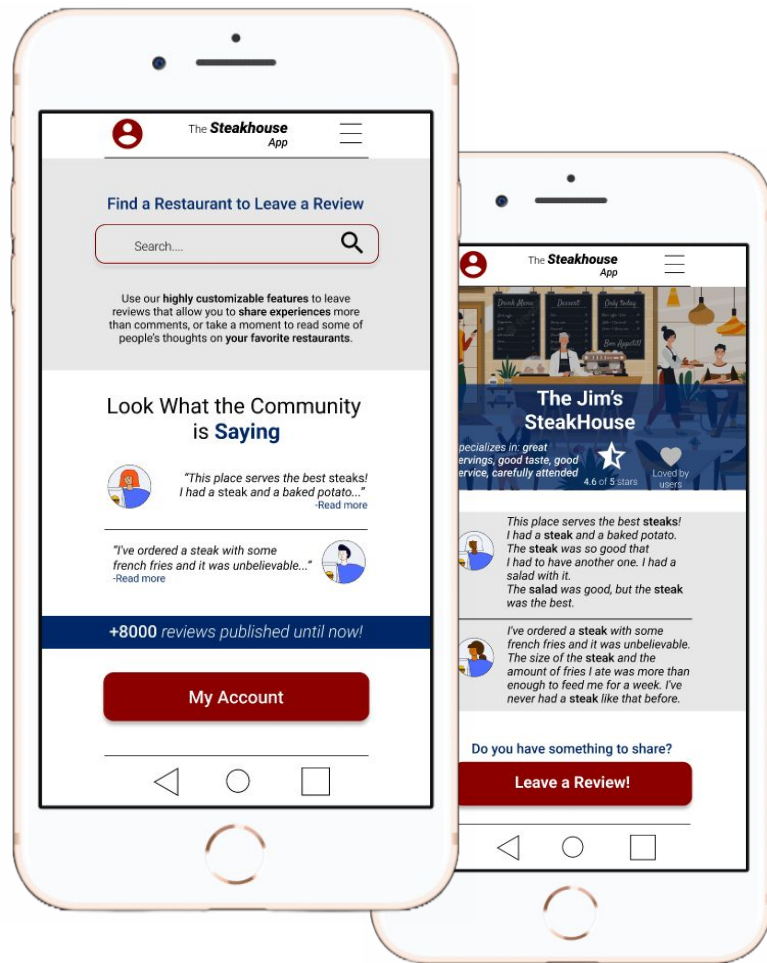 The Steakhouse
App
Find a Restaurant to Leave a Review
Search....
Use our highly customizable features to leave
reviews that allow you to share experiences more
than comments, or take a moment to read some of
people's thoughts on your favorite restaurants.
Look What the Community
is Saying
"This place serves the best steaks!
I had a steak and a baked potato..."
-Read more
"I've ordered a steak with some
french fries and it was unbelievable..."
-Read more
+8000 reviews published until now!
My Account
The Steakhouse
App
Drink Menu
Dessert
Only today
Bon Appetit!
The Jim's
SteakHouse
pecializes in: great
ervings, good taste, good
ervice, carefully attended
4.6 of 5 stars
Loved by
users
This place serves the best steaks!
I had a steak and a baked potato.
The steak was so good that
I had to have another one. I had a
salad with it.
The salad was good, but the steak
was the best.
I've ordered a steak with some
french fries and it was unbelievable.
The size of the steak and the
amount of fries I ate was more than
enough to feed me for a week. I've
never had a steak like that before.
Do you have something to share?
Leave a Review!